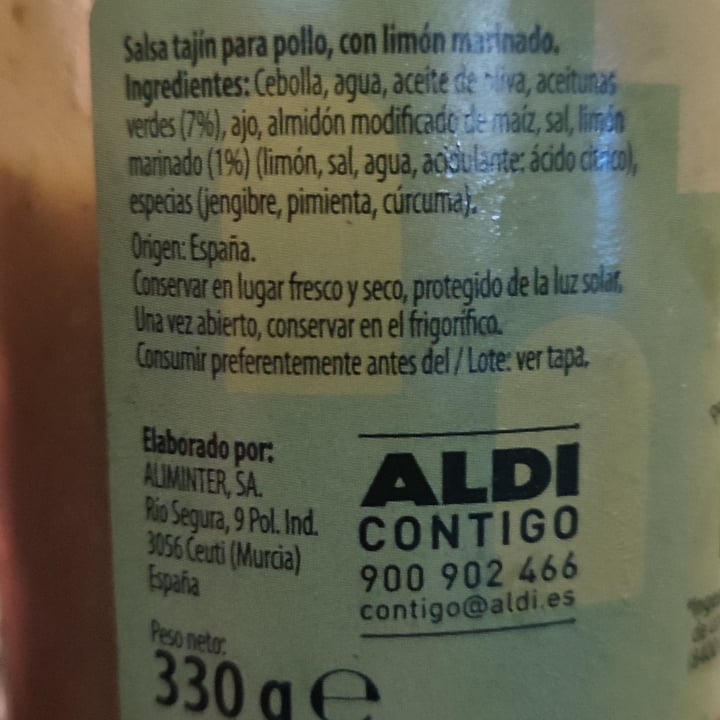 Salsa tajín para pollo, con limón marinado.
Ingredientes: Cebolla, agua, aceite de oliva, aceitunas
verdes (7%), ajo, almidón modificado de maíz, sal, limón
marinado (1%) (limón, sal, agua, acidulante: ácido cítrico),
especias (jengibre, pimienta, cúrcuma).
Origen: España.
Conservar en lugar fresco y seco, protegido de la luz solar.
Una vez abierto, conservar en el frigorífico.
Consumir preferentemente antes del / Lote: ver tapa.
Elaborado por:
ALIMINTER, SA.
Río Segura, 9 Pol. Ind.
3056 Ceutí (Murcia)
España
Peso neto:
330 g e
ALDI
CONTIGO
900 902 466
contigo@aldi.es